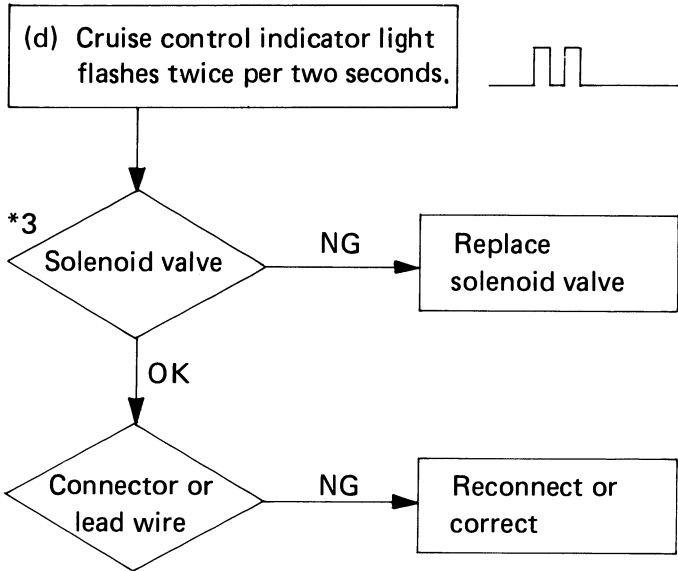 (d) Cruise control indicator light
flashes twice per two seconds.
*3
Solenoid valve
NG
Replace
solenoid valve
OK
Connector or
lead wire
NG
Reconnect or
correct